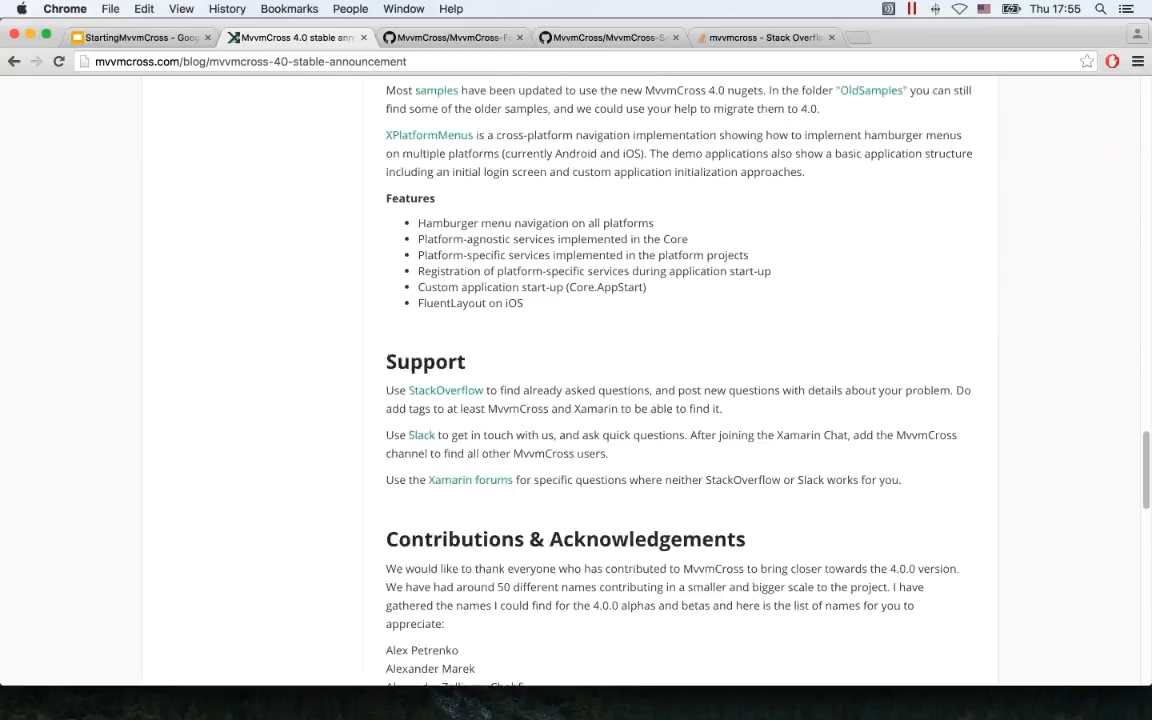 Chrome File Edit View History Bookmarks People Window Help Thu 17:55
StartingMvvmCross - Goog MvvmCross 4.0 stable ann MvvmCross/MvvmCross-F MvvmCross/MvvmCross-S mvvmcross - Stack Overfl
mvvmcross.com/blog/mvvmcross-40-stable-announcement
Most samples have been updated to use the new MvvmCross 4.0 nugets. In the folder "OldSamples" you can still
find some of the older samples, and we could use your help to migrate them to 4.0.
XPlatformMenus is a cross-platform navigation implementation showing how to implement hamburger menus
on multiple platforms (currently Android and iOS). The demo applications also show a basic application structure
including an initial login screen and custom application initialization approaches.
Features
• Hamburger menu navigation on all platforms
• Platform-agnostic services implemented in the Core
• Platform-specific services implemented in the platform projects
• Registration of platform-specific services during application start-up
• Custom application start-up (Core.AppStart)
• FluentLayout on iOS
Support
Use StackOverflow to find already asked questions, and post new questions with details about your problem. Do
add tags to at least MvvmCross and Xamarin to be able to find it.
Use Slack to get in touch with us, and ask quick questions. After joining the Xamarin Chat, add the MvvmCross
channel to find all other MvvmCross users.
Use the Xamarin forums for specific questions where neither StackOverflow or Slack works for you.
Contributions & Acknowledgements
We would like to thank everyone who has contributed to MvvmCross to bring closer towards the 4.0.0 version.
We have had around 50 different names contributing in a smaller and bigger scale to the project. I have
gathered the names I could find for the 4.0.0 alphas and betas and here is the list of names for you to
appreciate:
Alex Petrenko
Alexander Marek